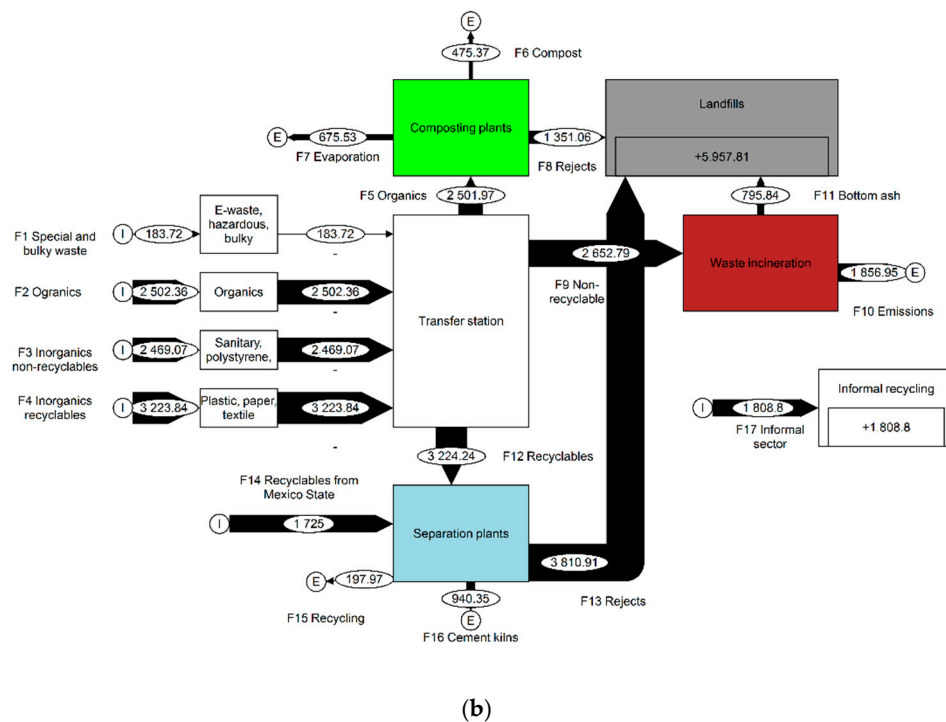 E
475.37
F6 Compost
Composting plants
Landfills
+5.957.81
E
675.53
F7 Evaporation
1 351.06
F8 Rejects
F5 Organics
2 501.97
795.84
F11 Bottom ash
F1 Special and
bulky waste
I
183.72
E-waste,
hazardous,
bulky
183.72
-
F2 Ogranics
I
2 502.36
Organics
2 502.36
-
F3 Inorganics
non-recyclables
I
2 469.07
Sanitary,
polystyrene,
2 469.07
-
F4 Inorganics
recyclables
I
3 223.84
Plastic, paper,
textile
3 223.84
-
Transfer station
2 652.79
F9 Non-
recyclable
Waste incineration
1 856.95
E
F10 Emissions
Informal recycling
+1 808.8
I
1 808.8
F17 Informal
sector
3 224.24
F12 Recyclables
F14 Recyclables from
Mexico State
I
1 725
Separation plants
3 810.91
F13 Rejects
E
197.97
F15 Recycling
940.35
E
F16 Cement kilns
(b)